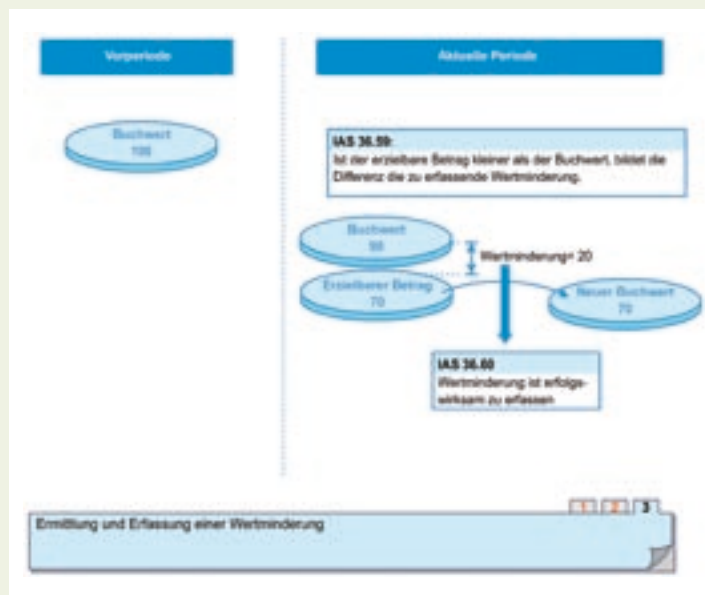 Vorperiode
Aktuelle Periode
Buchwert
100
IAS 36.59:
Ist der erzielbare Betrag kleiner als der Buchwert, bildet die
Differenz die zu erfassende Wertminderung.
Buchwert
90
Wertminderung= 20
Erzielbarer Betrag
70
Neuer Buchwert
70
IAS 36.60
Wertminderung ist erfolgs-
wirksam zu erfassen
1 2 3
Ermittlung und Erfassung einer Wertminderung